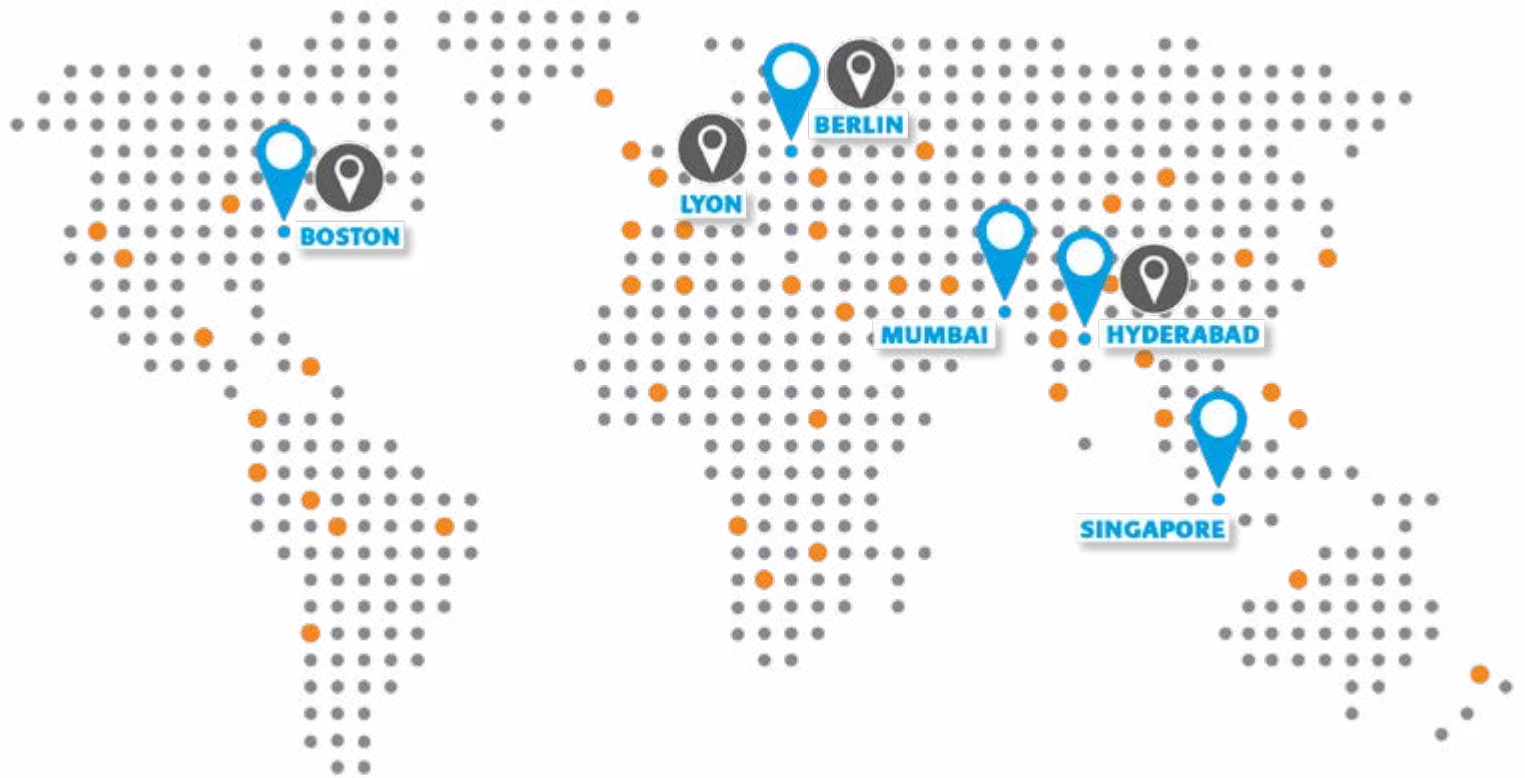 BERLIN
LYON
BOSTON
MUMBAI
HYDERABAD
SINGAPORE